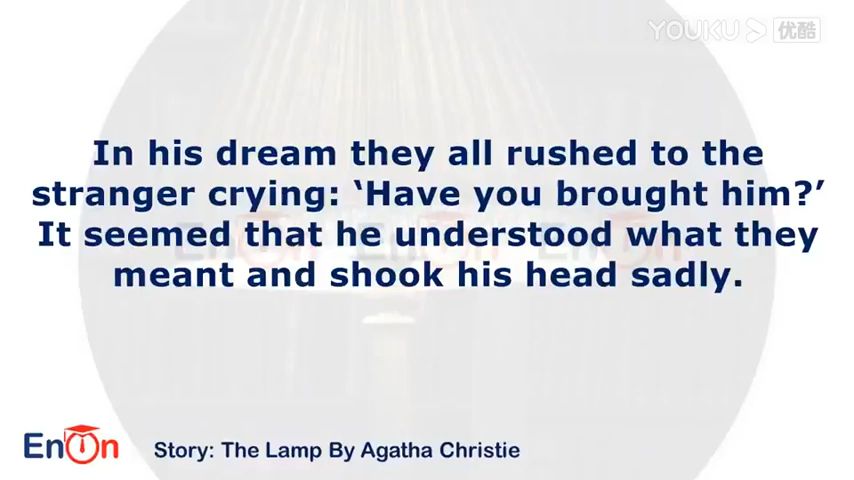 YOUKU 优酷
In his dream they all rushed to the
stranger crying: ‘Have you brought him?’
It seemed that he understood what they
meant and shook his head sadly.
EnOn
Story: The Lamp By Agatha Christie